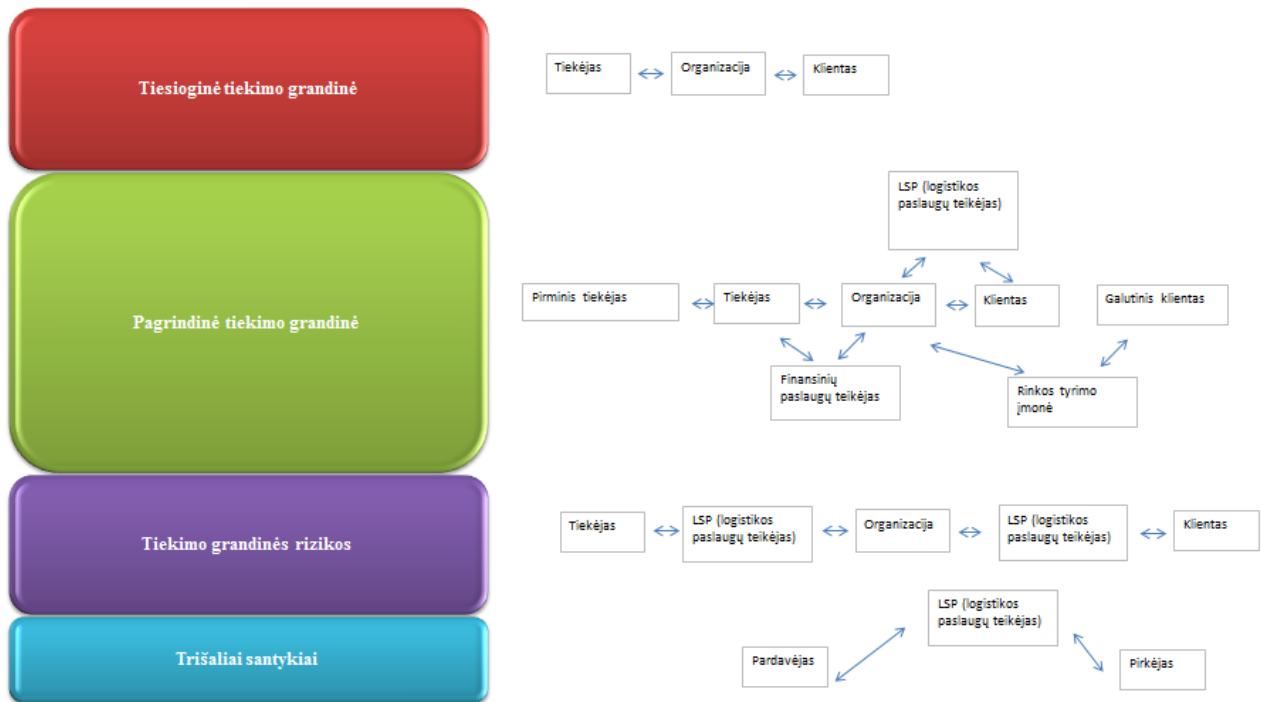 Tiesioginė tiekimo grandinė
Tiekėjas
Organizacija
Klientas
Pagrindinė tiekimo grandinė
LSP (logistikos
paslaugų teikėjas)
Pirminis tiekėjas
Tiekėjas
Organizacija
Klientas
Galutinis klientas
Finansinių
paslaugų teikėjas
Rinkos tyrimo
įmonė
Tiekimo grandinės rizikos
Tiekėjas
LSP (logistikos
paslaugų teikėjas)
Organizacija
LSP (logistikos
paslaugų teikėjas)
Klientas
Trišaliai santykiai
LSP (logistikos
paslaugų teikėjas)
Pardavėjas
Pirkėjas